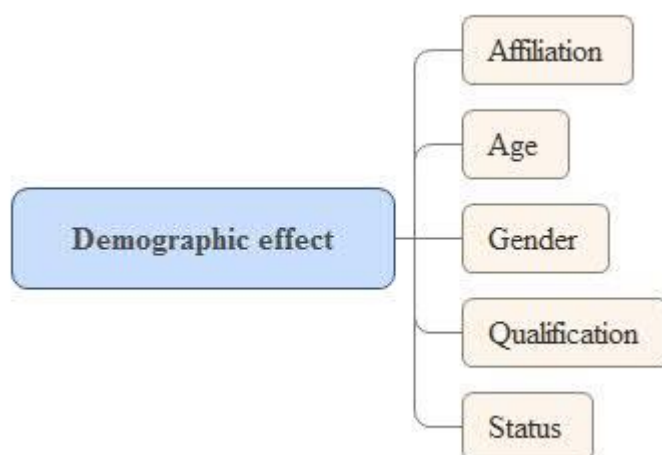 Affiliation
Age
Demographic effect
Gender
Qualification
Status